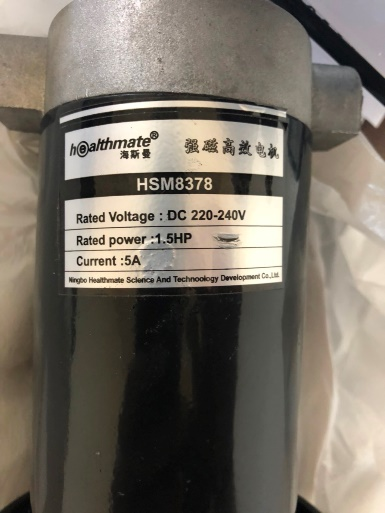 healthmate®
海斯曼
强磁高效电机
HSM8378
Rated Voltage : DC 220-240V
Rated power :1.5HP
Current :5A
Ningbo Healthmate Science And Technoology Development Co.,Ltd.